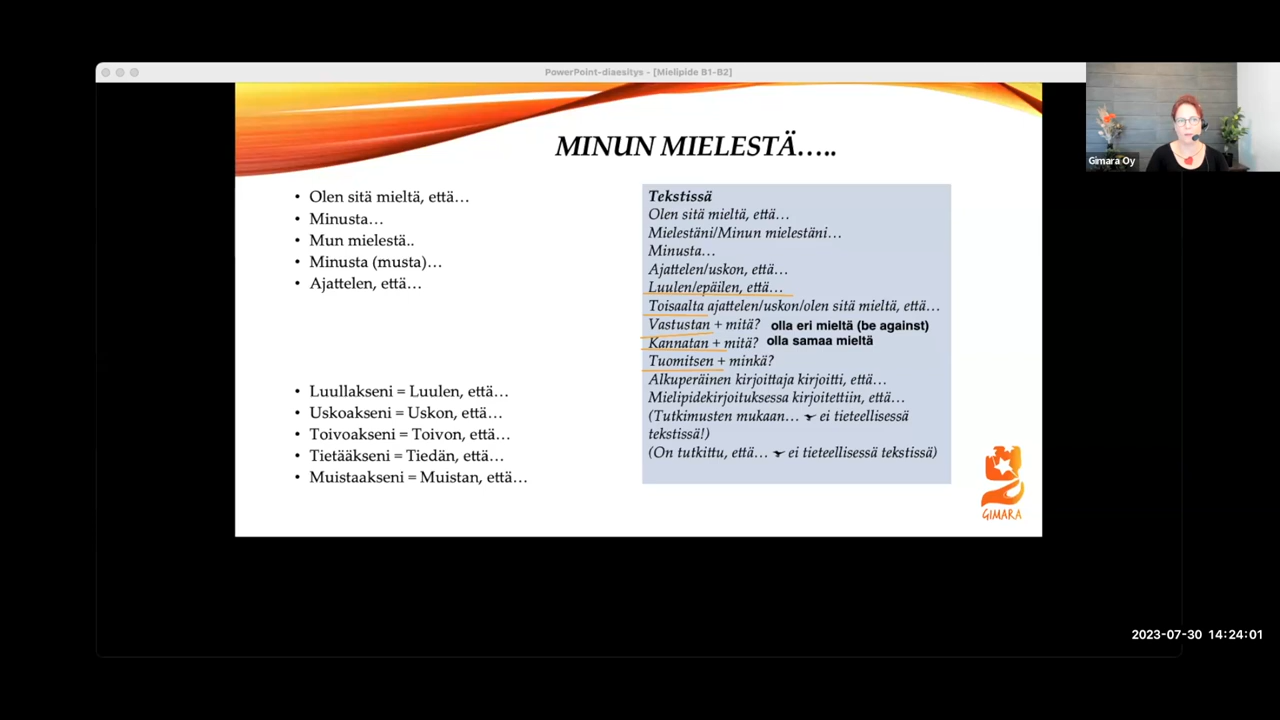 PowerPoint-diaesitys - [Mielipide B1-B2]
Gimara Oy
MINUN MIELESTÄ…..
• Olen sitä mieltä, että…
• Minusta…
• Mun mielestä..
• Minusta (musta)…
• Ajattelen, että…
• Luullakseni = Luulen, että…
• Uskoakseni = Uskon, että…
• Toivoakseni = Toivon, että…
• Tietääkseni = Tiedän, että…
• Muistaakseni = Muistan, että…
Tekstissä
Olen sitä mieltä, että…
Mielestäni/Minun mielestäni…
Minusta…
Ajattelen/uskon, että…
Luulen/epäilen, että…
Toisaalta ajattelen/uskon/olen sitä mieltä, että…
Vastustan + mitä? olla eri mieltä (be against)
Kannatan + mitä? olla samaa mieltä
Tuomitsen + minkä?
Alkuperäinen kirjoittaja kirjoitti, että…
Mielipidekirjoituksessa kirjoitettiin, että…
(Tutkimusten mukaan… ei tieteellisessä
tekstissä!)
(On tutkittu, että… ei tieteellisessä tekstissä)
GIMARA
2023-07-30 14:24:01